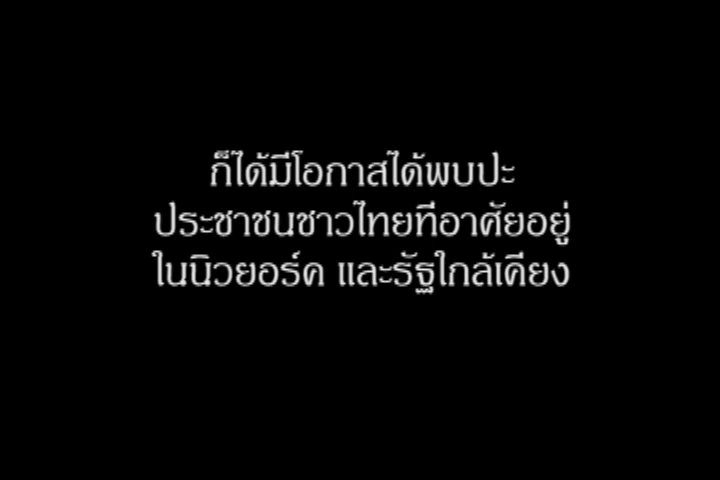 ก็ได้มีโอกาสได้พบปะ
ประชาชนชาวไทยที่อาศัยอยู่
ในนิวยอร์ค และรัฐใกล้เคียง